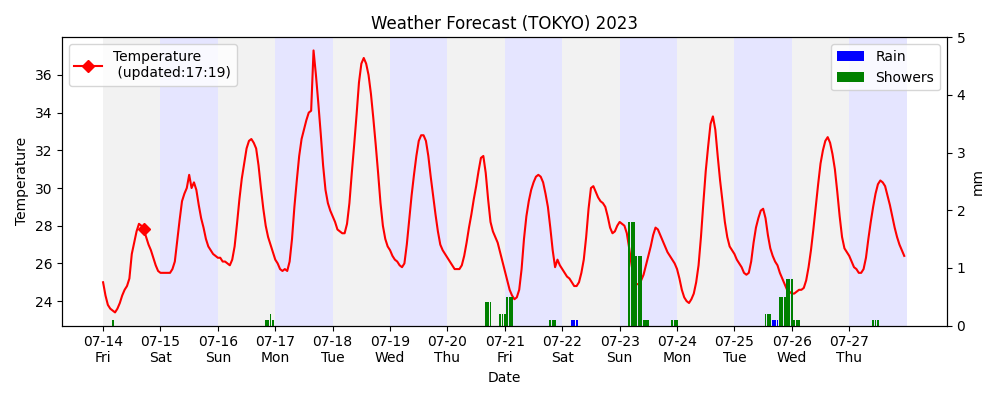 Weather Forecast (TOKYO) 2023
Temperature
(updated:17:19)
Rain
Showers
Temperature
36
34
32
30
28
26
24
5
4
3
2
1
0
mm
07-14 07-15 07-16 07-17 07-18 07-19 07-20 07-21 07-22 07-23 07-24 07-25 07-26 07-27
Fri Sat Sun Mon Tue Wed Thu Fri Sat Sun Mon Tue Wed Thu
Date